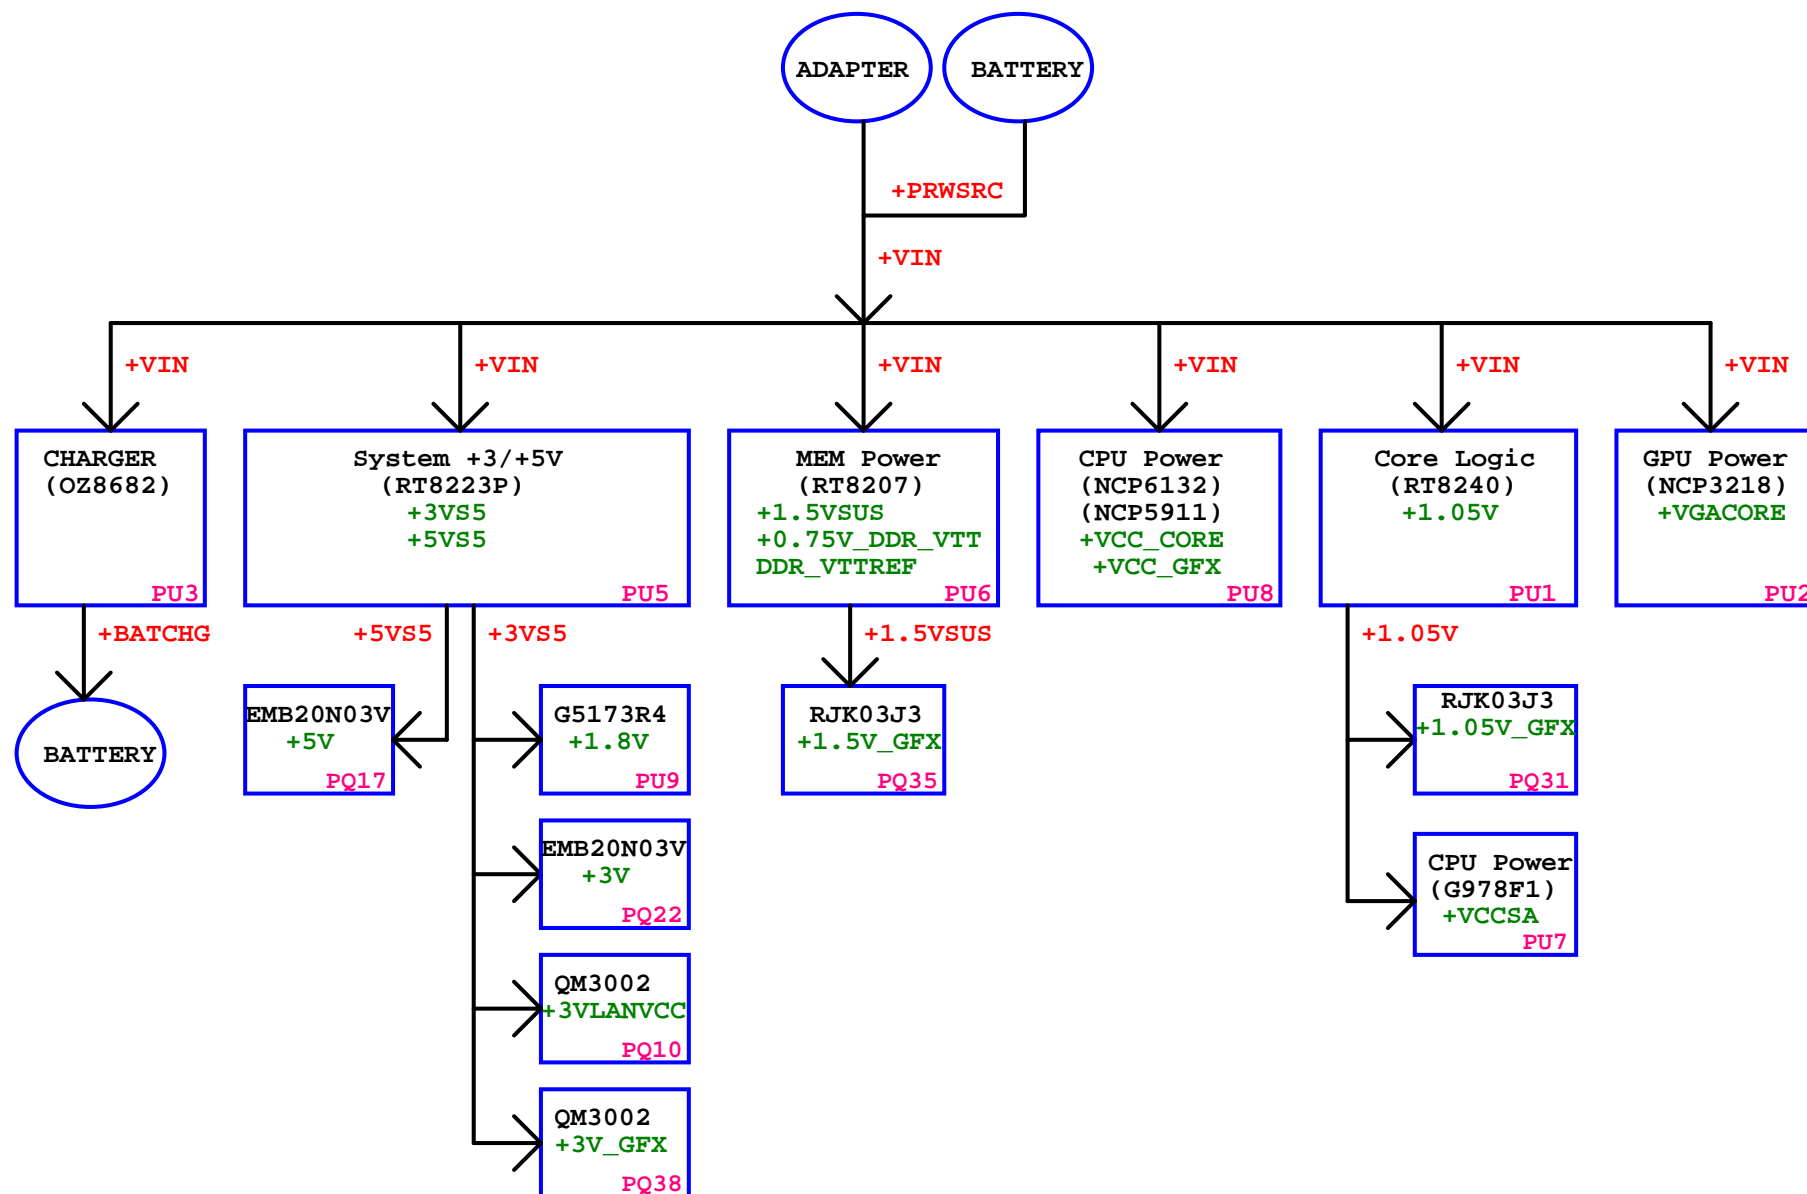 ADAPTER
BATTERY
+PRWSRC
+VIN
+VIN
+VIN
+VIN
+VIN
+VIN
+VIN
CHARGER
(OZ8682)
PU3
System +3/+5V
(RT8223P)
+3VS5
+5VS5
PU5
MEM Power
(RT8207)
+1.5VSUS
+0.75V_DDR_VTT
DDR_VTTREF
PU6
CPU Power
(NCP6132)
(NCP5911)
+VCC_CORE
+VCC_GFX
PU8
Core Logic
(RT8240)
+1.05V
PU1
GPU Power
(NCP3218)
+VGACORE
PU2
+BATCHG
+5VS5
+3VS5
+1.5VSUS
+1.05V
BATTERY
EMB20N03V
+5V
PQ17
G5173R4
+1.8V
PU9
RJK03J3
+1.5V_GFX
PQ35
RJK03J3
+1.05V_GFX
PQ31
EMB20N03V
+3V
PQ22
CPU Power
(G978F1)
+VCCSA
PU7
QM3002
+3VLANVCC
PQ10
QM3002
+3V_GFX
PQ38